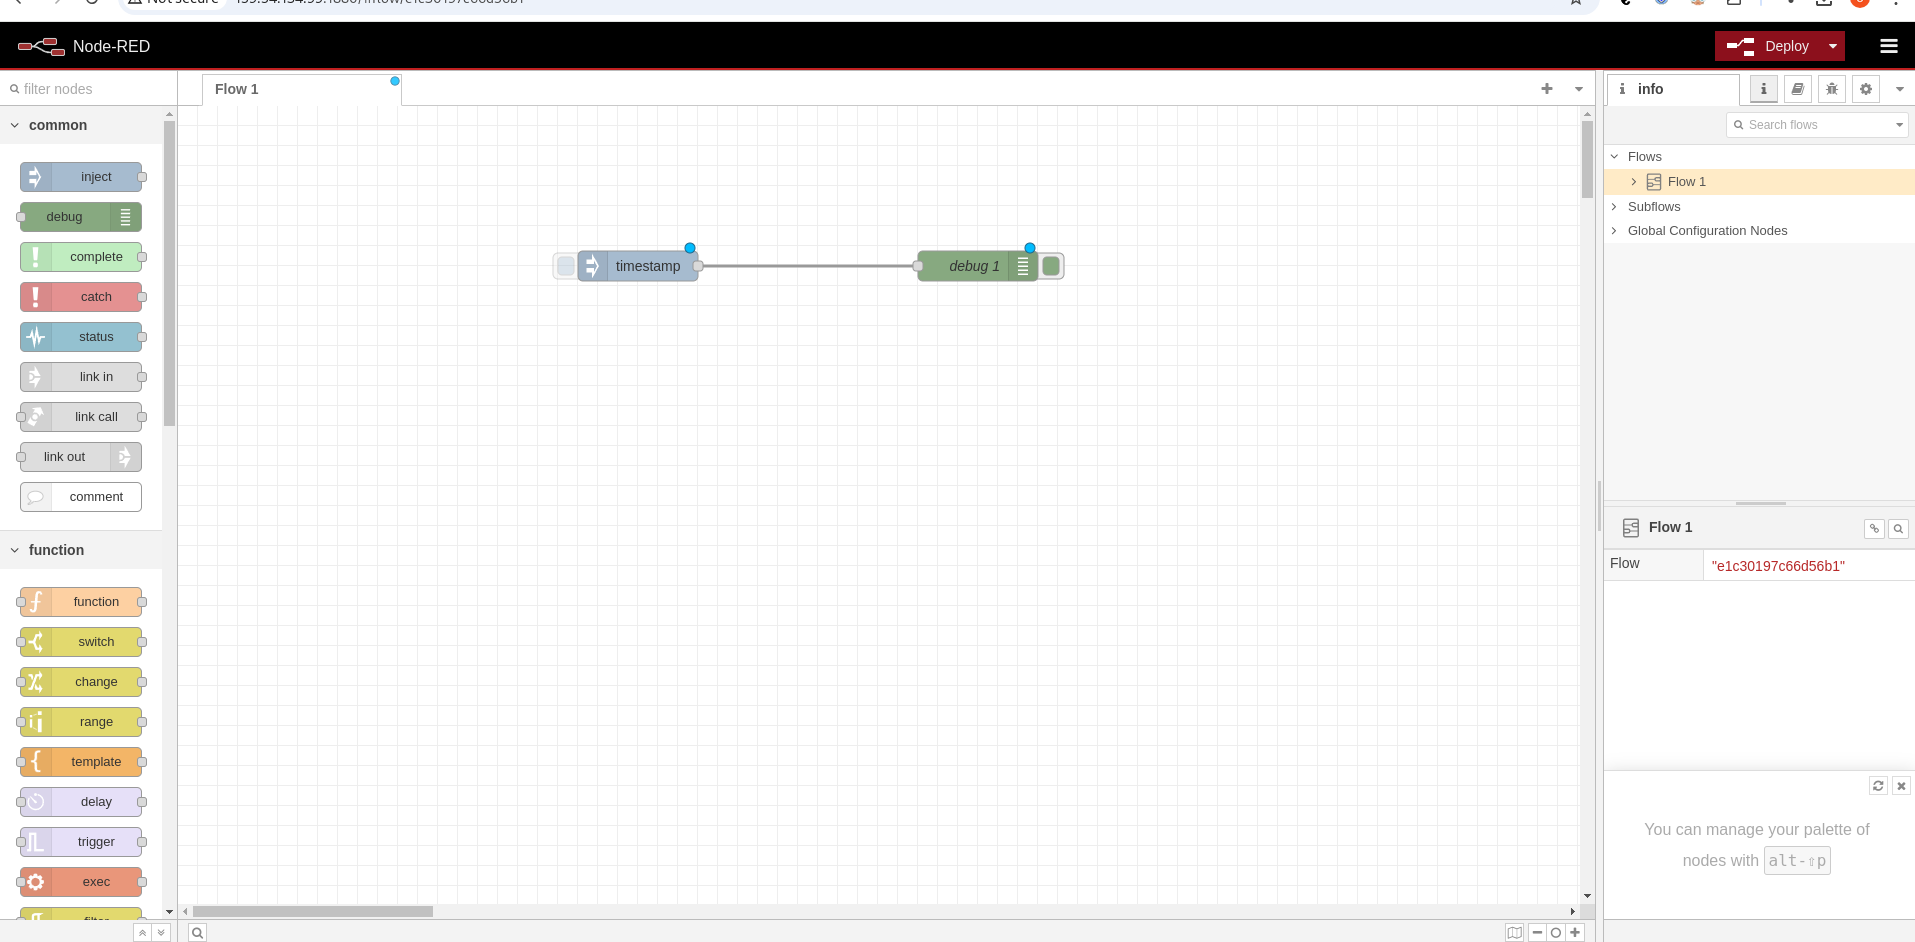 Not secure
Node-RED
Deploy
filter nodes
Flow 1
info
common
Search flows
Flows
Flow 1
Subflows
Global Configuration Nodes
inject
debug
complete
catch
status
link in
link call
link out
comment
timestamp
debug 1
function
function
switch
change
range
template
delay
trigger
exec
filter
Flow 1
Flow
"e1c30197c66d56b1"
You can manage your palette of
nodes with alt-⇧p